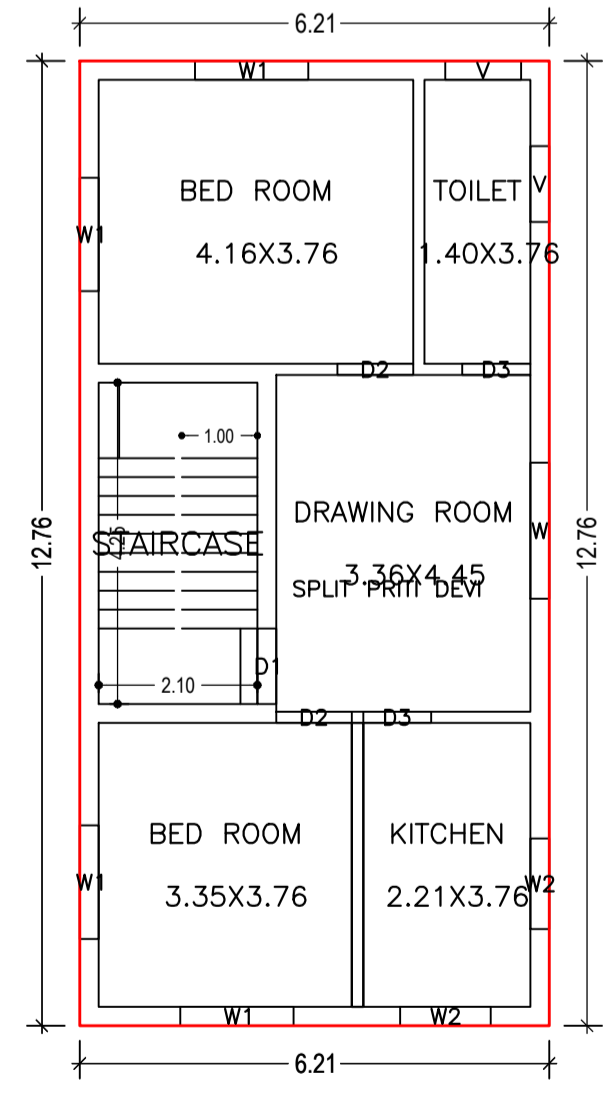 6.21
W1
V
BED ROOM
TOILET
V
W1
4.16X3.76
1.40X3.76
D2
D3
1.00
12.76
DRAWING ROOM
W
12.76
STAIRCASE
4.25
3.36X4.45
SPLIT PRITI DEVI
D1
2.10
D2
D3
BED ROOM
KITCHEN
W1
W2
3.35X3.76
2.21X3.76
W1
W2
6.21